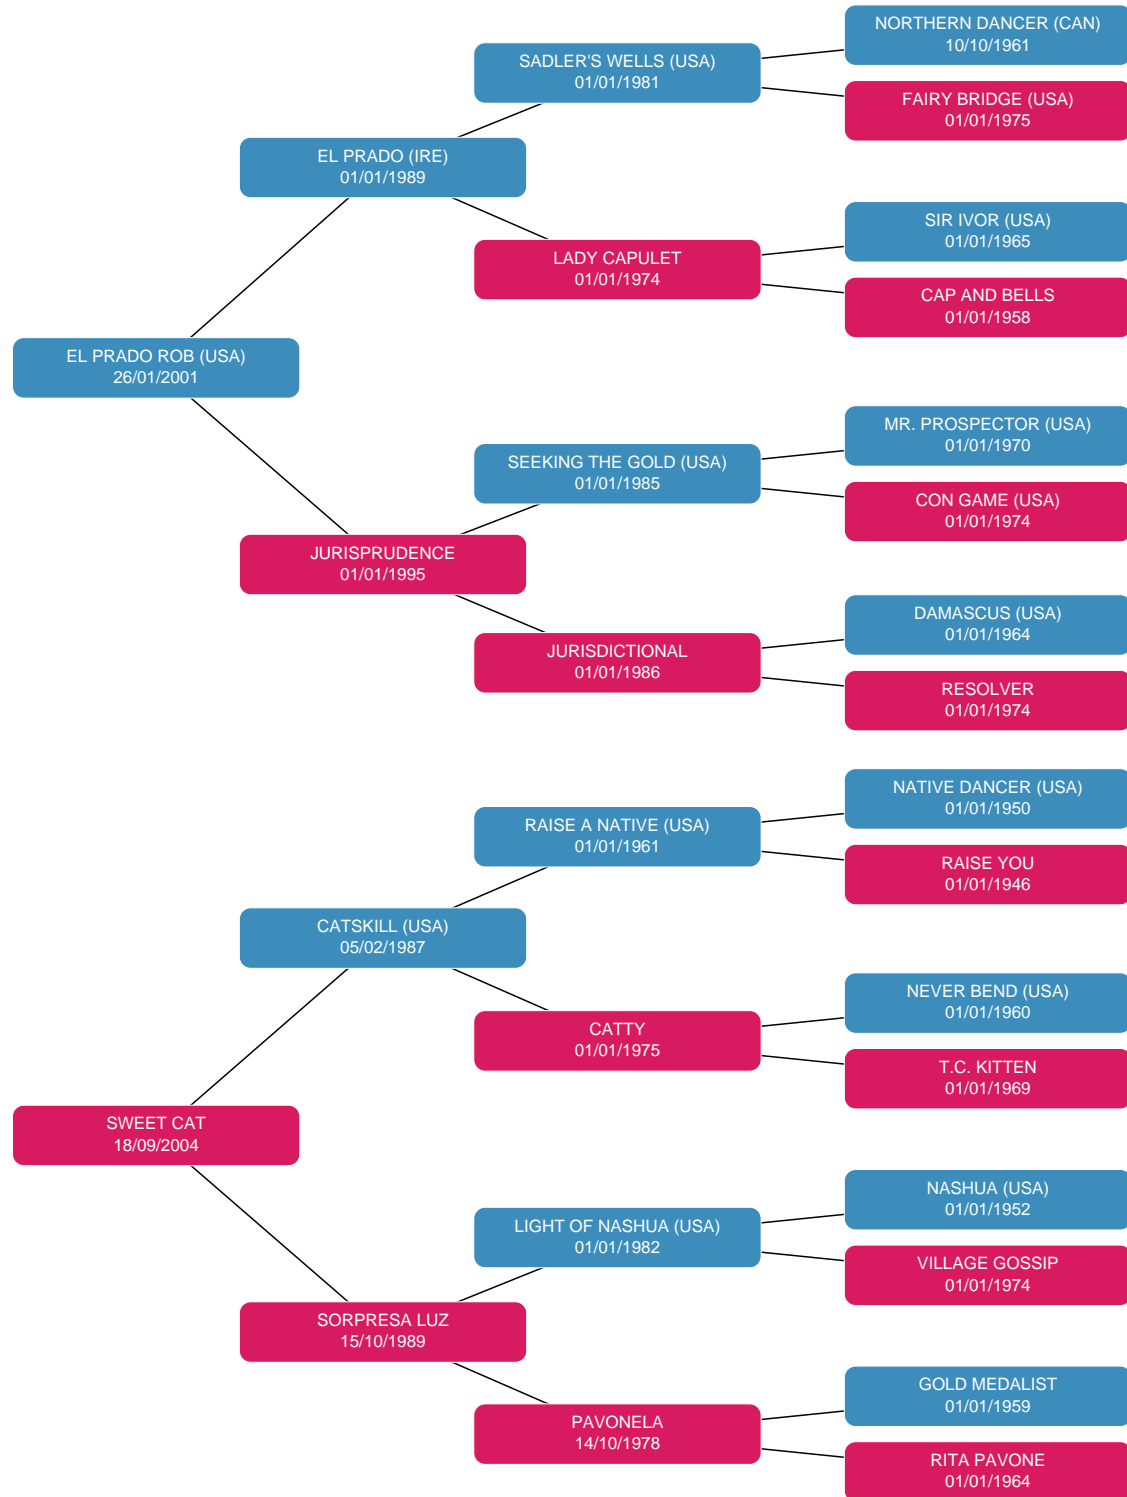 NORTHERN DANCER (CAN)
10/10/1961
SADLER'S WELLS (USA)
01/01/1981
FAIRY BRIDGE (USA)
01/01/1975
EL PRADO (IRE)
01/01/1989
SIR IVOR (USA)
01/01/1965
LADY CAPULET
01/01/1974
CAP AND BELLS
01/01/1958
EL PRADO ROB (USA)
26/01/2001
MR. PROSPECTOR (USA)
01/01/1970
SEEKING THE GOLD (USA)
01/01/1985
CON GAME (USA)
01/01/1974
JURISPRUDENCE
01/01/1995
DAMASCUS (USA)
01/01/1964
JURISDICTIONAL
01/01/1986
RESOLVER
01/01/1974
NATIVE DANCER (USA)
01/01/1950
RAISE A NATIVE (USA)
01/01/1961
RAISE YOU
01/01/1946
CATSKILL (USA)
05/02/1987
NEVER BEND (USA)
01/01/1960
CATTY
01/01/1975
T.C. KITTEN
01/01/1969
SWEET CAT
18/09/2004
NASHUA (USA)
01/01/1952
LIGHT OF NASHUA (USA)
01/01/1982
VILLAGE GOSSIP
01/01/1974
SORPRESA LUZ
15/10/1989
GOLD MEDALIST
01/01/1959
PAVONELA
14/10/1978
RITA PAVONE
01/01/1964